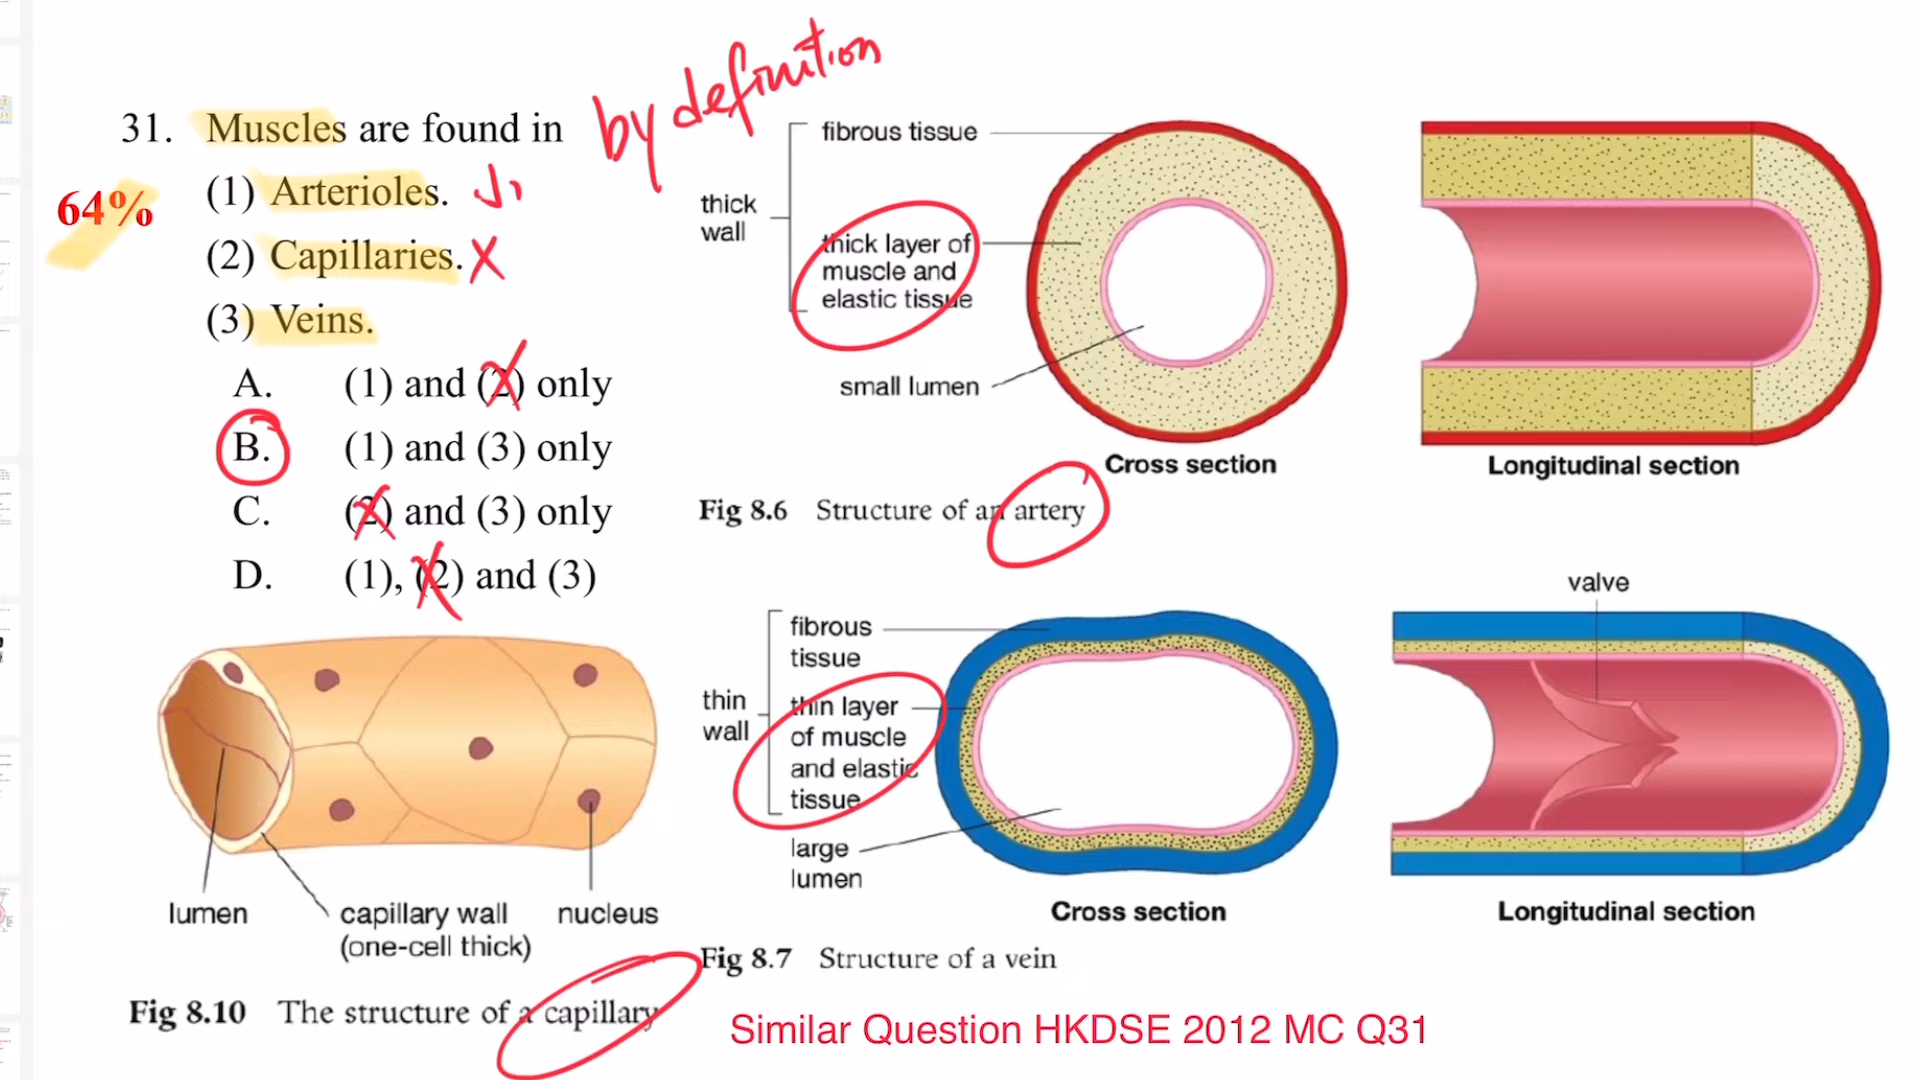 by definition
31. Muscles are found in
64%
(1) Arterioles.
(2) Capillaries.
(3) Veins.
A. (1) and (2) only
B. (1) and (3) only
C. (2) and (3) only
D. (1), (2) and (3)
fibrous tissue
thick
wall
thick layer of
muscle and
elastic tissue
small lumen
Cross section
Longitudinal section
Fig 8.6 Structure of an artery
valve
fibrous
tissue
thin
wall
thin layer
of muscle
and elastic
tissue
large
lumen
Cross section
Longitudinal section
Fig 8.7 Structure of a vein
lumen
capillary wall
(one-cell thick)
nucleus
Fig 8.10 The structure of a capillary
Similar Question HKDSE 2012 MC Q31